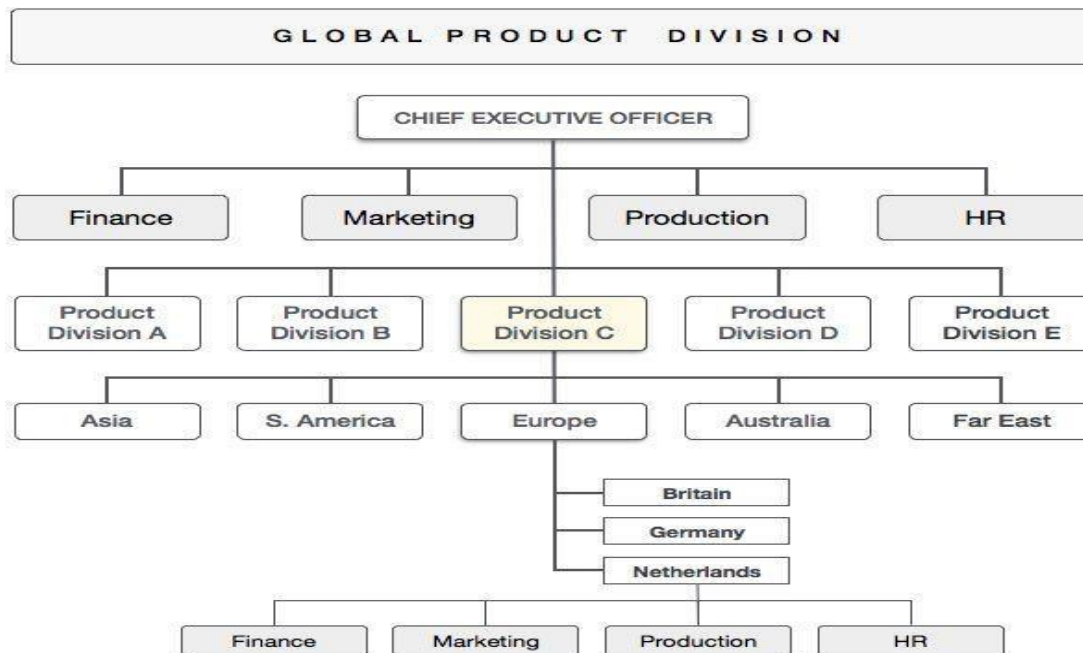 GLOBAL PRODUCT DIVISION
CHIEF EXECUTIVE OFFICER
Finance
Marketing
Production
HR
Product
Division A
Product
Division B
Product
Division C
Product
Division D
Product
Division E
Asia
S. America
Europe
Australia
Far East
Britain
Germany
Netherlands
Finance
Marketing
Production
HR